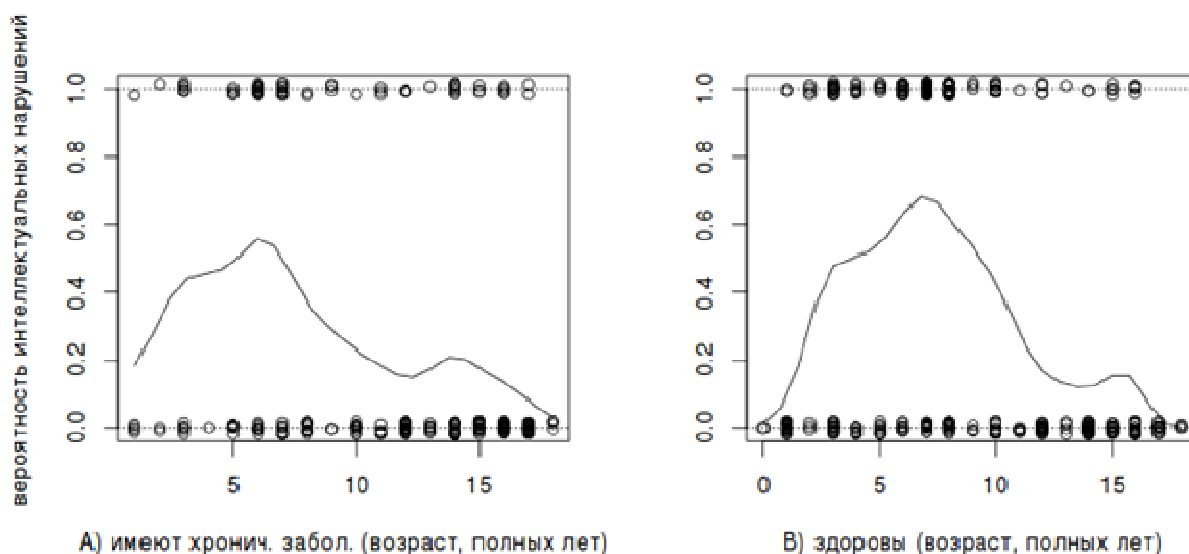 вероятность интеллектуальных нарушений
1.0
0.8
0.6
0.4
0.2
0.0
5 10 15
А) имеют хронич. забол. (возраст, полных лет)
1.0
0.8
0.6
0.4
0.2
0.0
0 5 10 15
В) здоровы (возраст, полных лет)